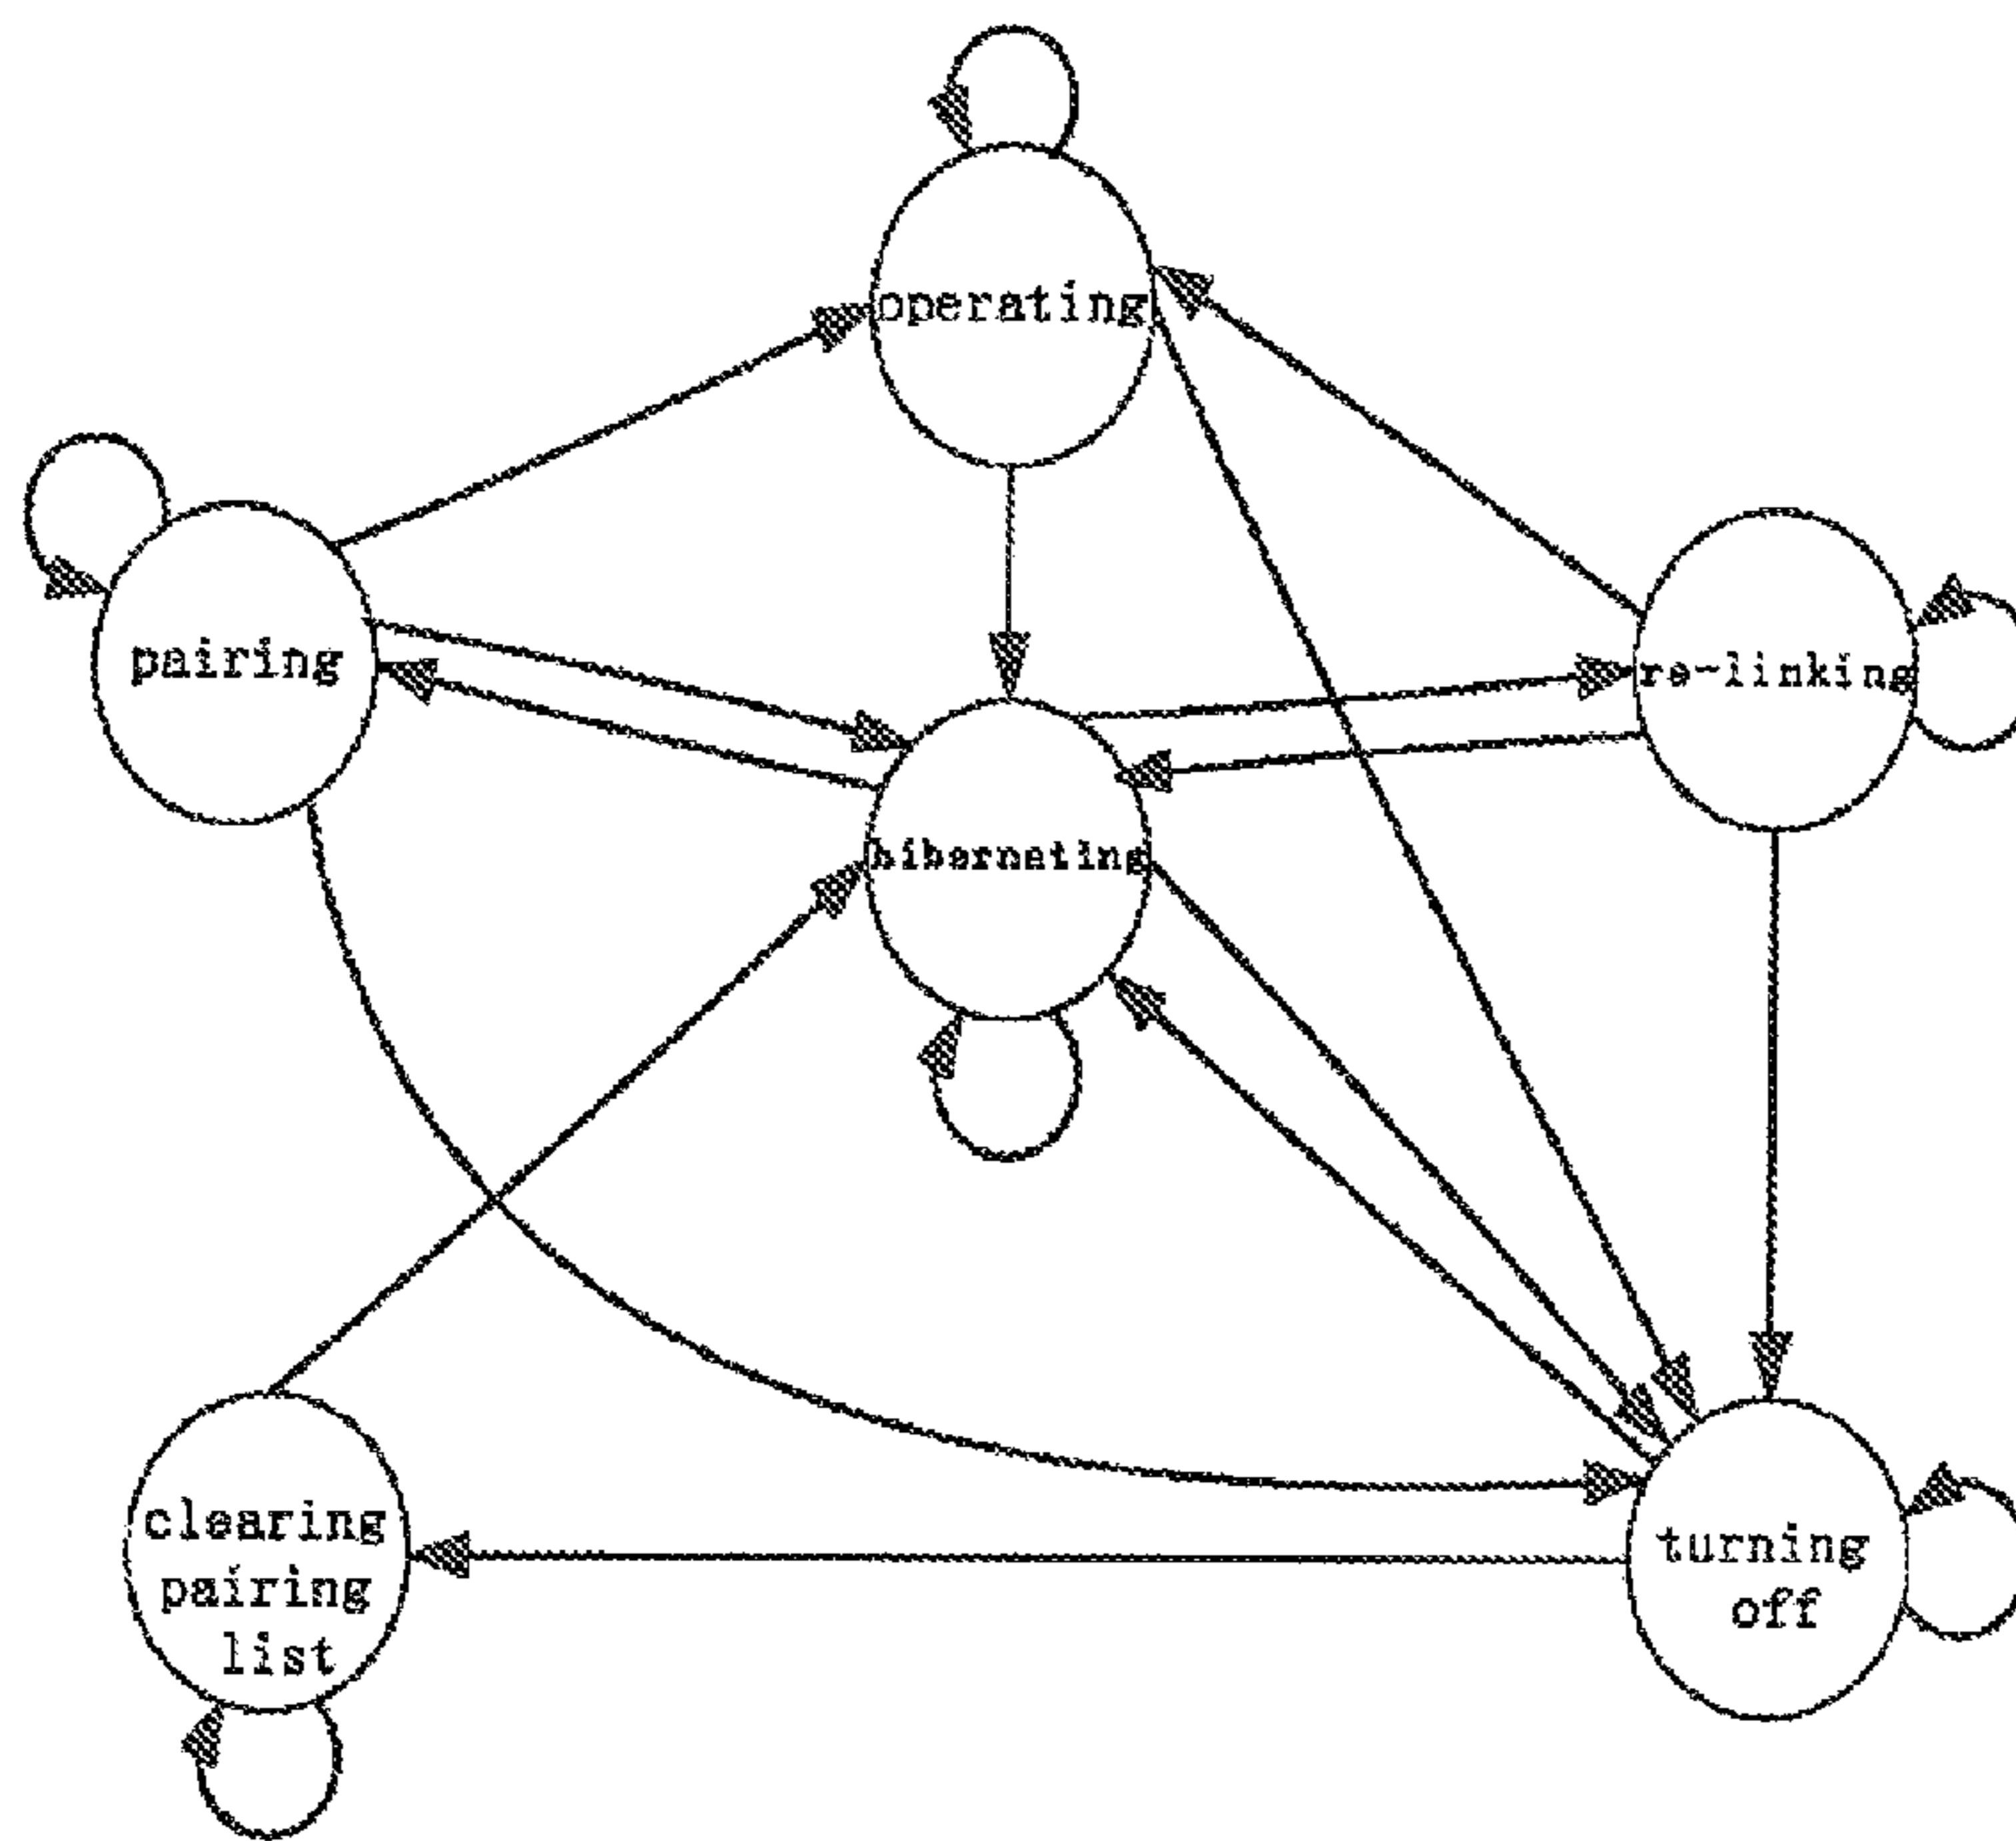 operating
pairing
re-linking
hibernating
clearing
pairing
list
turning
off